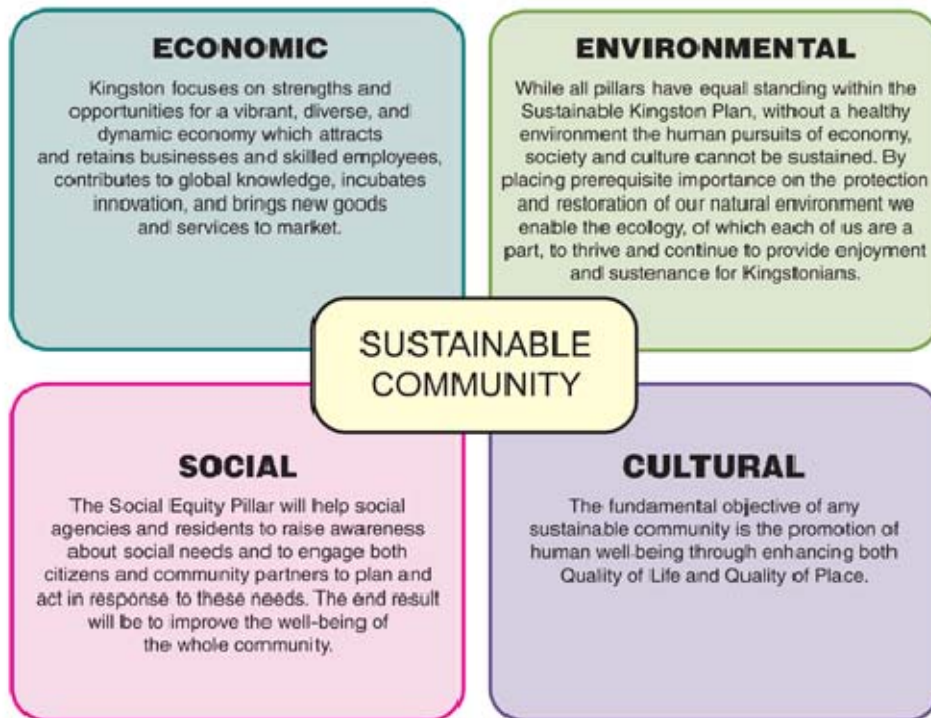 ECONOMIC
Kingston focuses on strengths and
opportunities for a vibrant, diverse, and
dynamic economy which attracts
and retains businesses and skilled employees,
contributes to global knowledge, incubates
innovation, and brings new goods
and services to market.
ENVIRONMENTAL
While all pillars have equal standing within the
Sustainable Kingston Plan, without a healthy
environment the human pursuits of economy,
society and culture cannot be sustained. By
placing prerequisite importance on the protection
and restoration of our natural environment we
enable the ecology, of which each of us are a
part, to thrive and continue to provide enjoyment
and sustenance for Kingstonians.
SUSTAINABLE
COMMUNITY
SOCIAL
The Social Equity Pillar will help social
agencies and residents to raise awareness
about social needs and to engage both
citizens and community partners to plan and
act in response to these needs. The end result
will be to improve the well-being of
the whole community.
CULTURAL
The fundamental objective of any
sustainable community is the promotion of
human well-being through enhancing both
Quality of Life and Quality of Place.